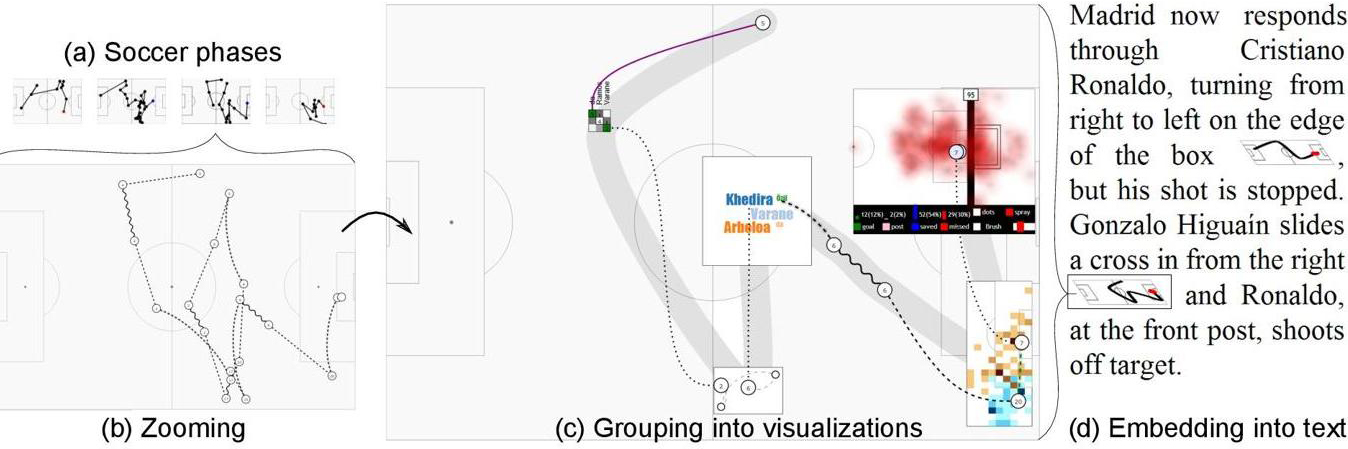 (a) Soccer phases
(b) Zooming
5
Ramos
Varane
4
95
7
12(12%) 2(2%) 52(54%) 29(30%) dots spray
goal post saved missed Brush
Khedira
Varane
Arbeloa
6
6
2
6
7
20
(c) Grouping into visualizations
Madrid now responds
through Cristiano
Ronaldo, turning from
right to left on the edge
of the box ,
but his shot is stopped.
Gonzalo Higuaín slides
a cross in from the right
and Ronaldo,
at the front post, shoots
off target.
(d) Embedding into text